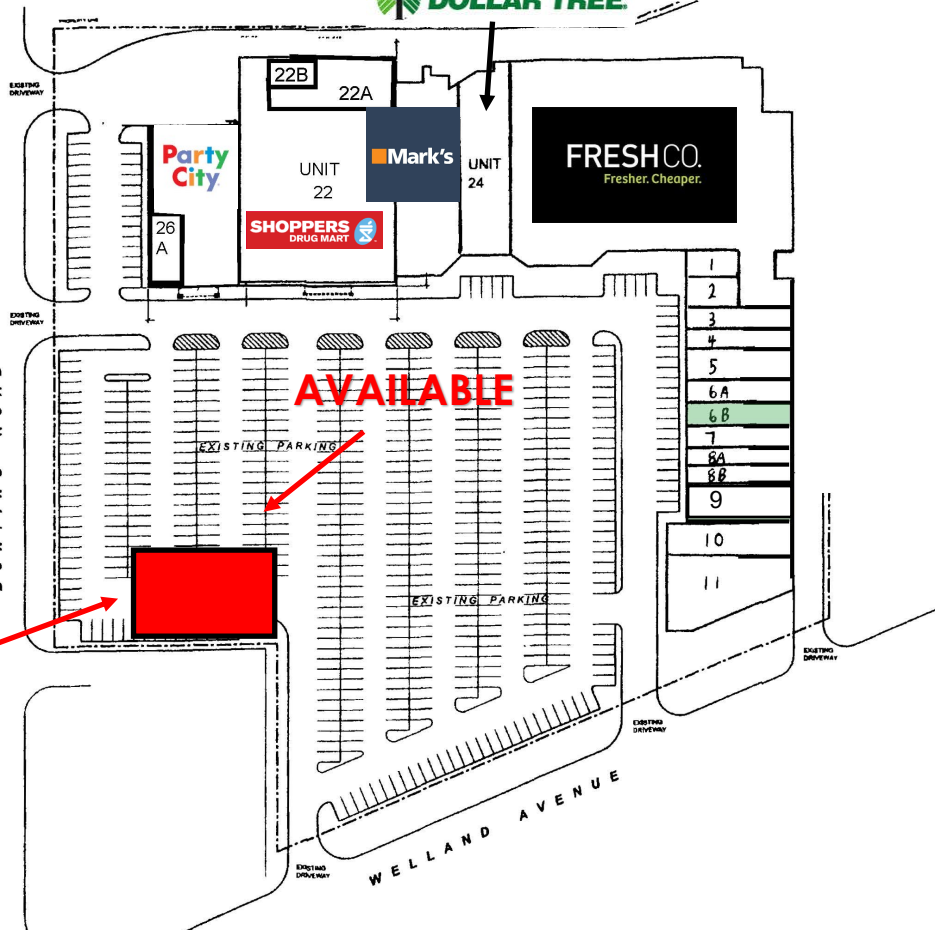 DOLLAR TREE
EXISTING
DRIVEWAY
22B
22A
Party
City
UNIT
22
Mark's
UNIT
24
FRESHCO.
Fresher. Cheaper.
SHOPPERS
DRUG MART
26
A
1
2
EXISTING
DRIVEWAY
3
4
5
AVAILABLE
6A
6B
EXISTING PARKING
7
8A
8B
9
10
11
EXISTING PARKING
EXISTING
DRIVEWAY
EXISTING
DRIVEWAY
WELLAND AVENUE
EXISTING
DRIVEWAY